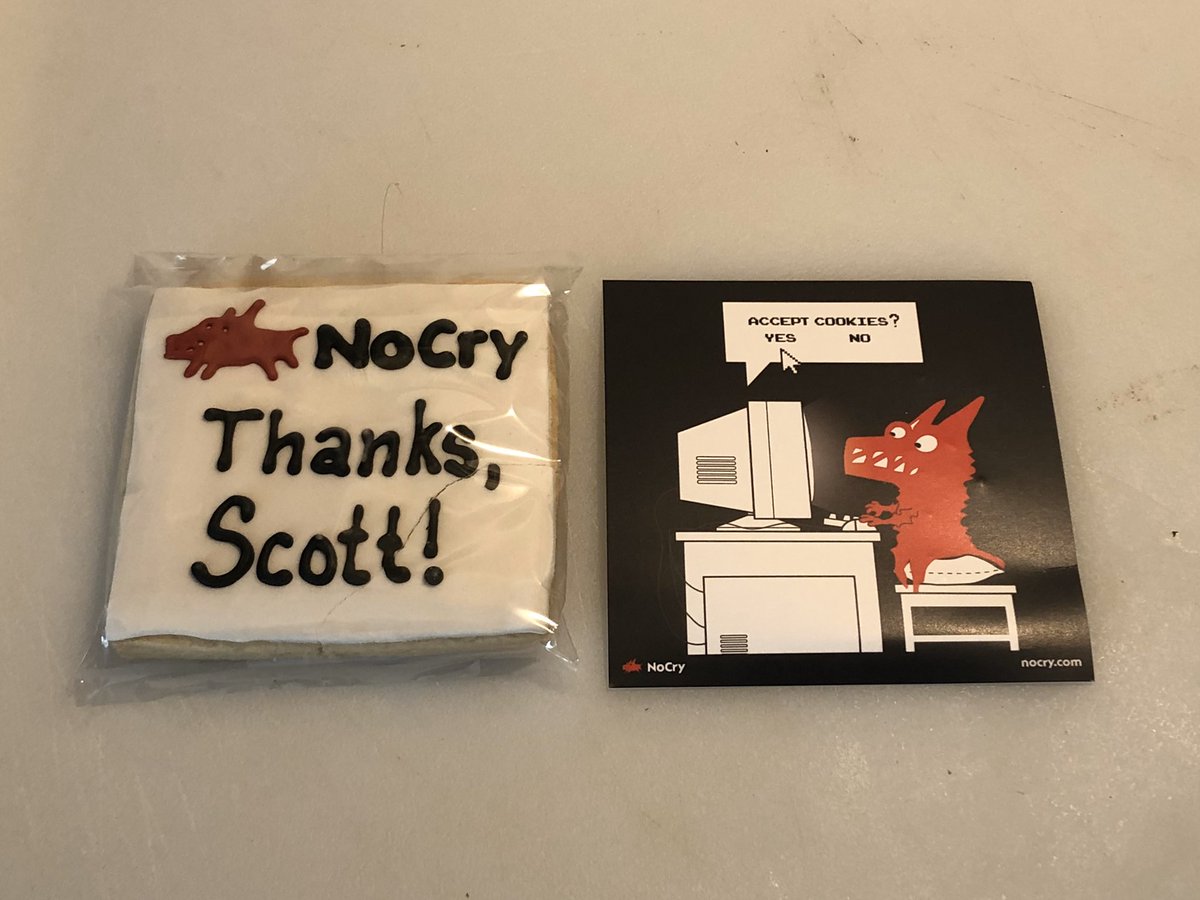 NoCry
Thanks,
Scott!
ACCEPT COOKIES?
YES NO
NoCry
nocry.com